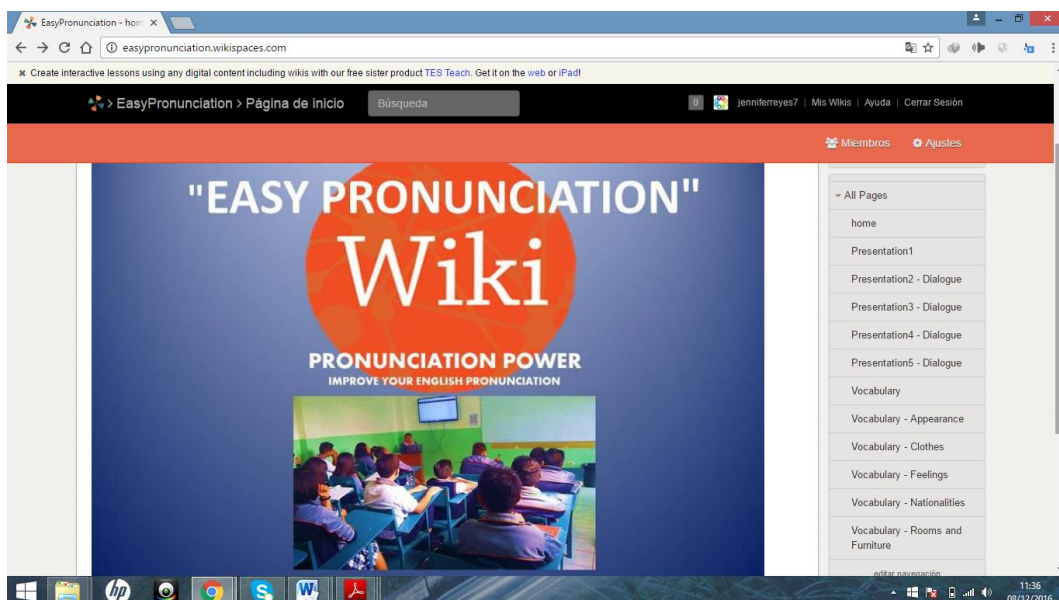 EasyPronunciation - hom
easypronunciation.wikispaces.com
Create interactive lessons using any digital content including wikis with our free sister product TES Teach. Get it on the web or iPad!
> EasyPronunciation > Página de inicio
Búsqueda
0 jenniferreyes7 | Mis Wikis | Ayuda | Cerrar Sesión
Miembros Ajustes
"EASY PRONUNCIATION"
Wiki
PRONUNCIATION POWER
IMPROVE YOUR ENGLISH PRONUNCIATION
All Pages
home
Presentation1
Presentation2 - Dialogue
Presentation3 - Dialogue
Presentation4 - Dialogue
Presentation5 - Dialogue
Vocabulary
Vocabulary - Appearance
Vocabulary - Clothes
Vocabulary - Feelings
Vocabulary - Nationalities
Vocabulary - Rooms and
Furniture
editar navegación
hp
11:36
08/12/2016